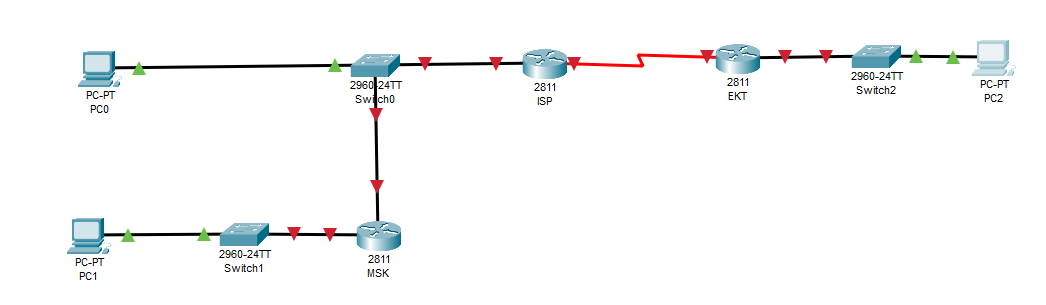 PC-PT
PC0
2960-24TT
Switch0
2811
ISP
2811
EKT
2960-24TT
Switch2
PC-PT
PC2
PC-PT
PC1
2960-24TT
Switch1
2811
MSK